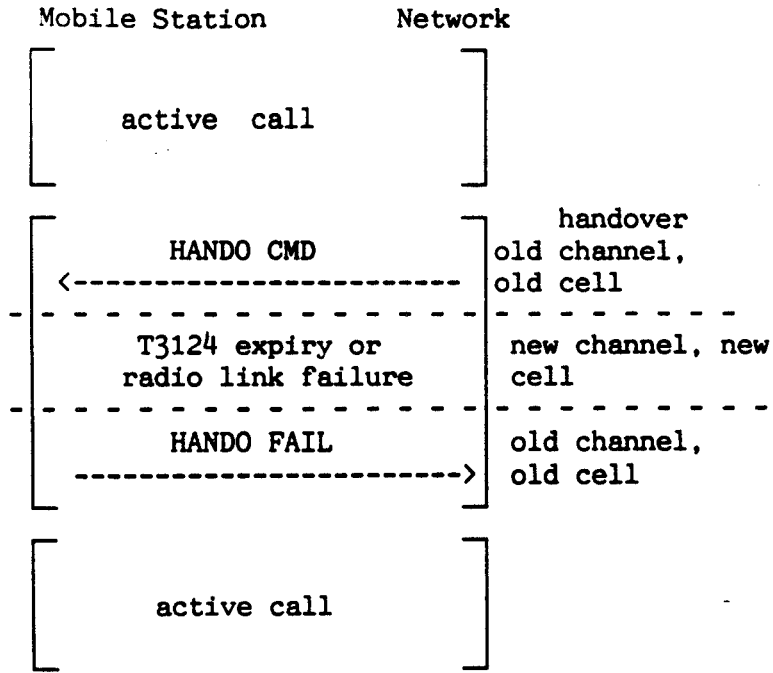 Mobile Station Network
active call
handover
HANDO CMD old channel,
<----------------------- old cell
T3124 expiry or new channel, new
radio link failure cell
HANDO FAIL old channel,
-----------------------> old cell
active call